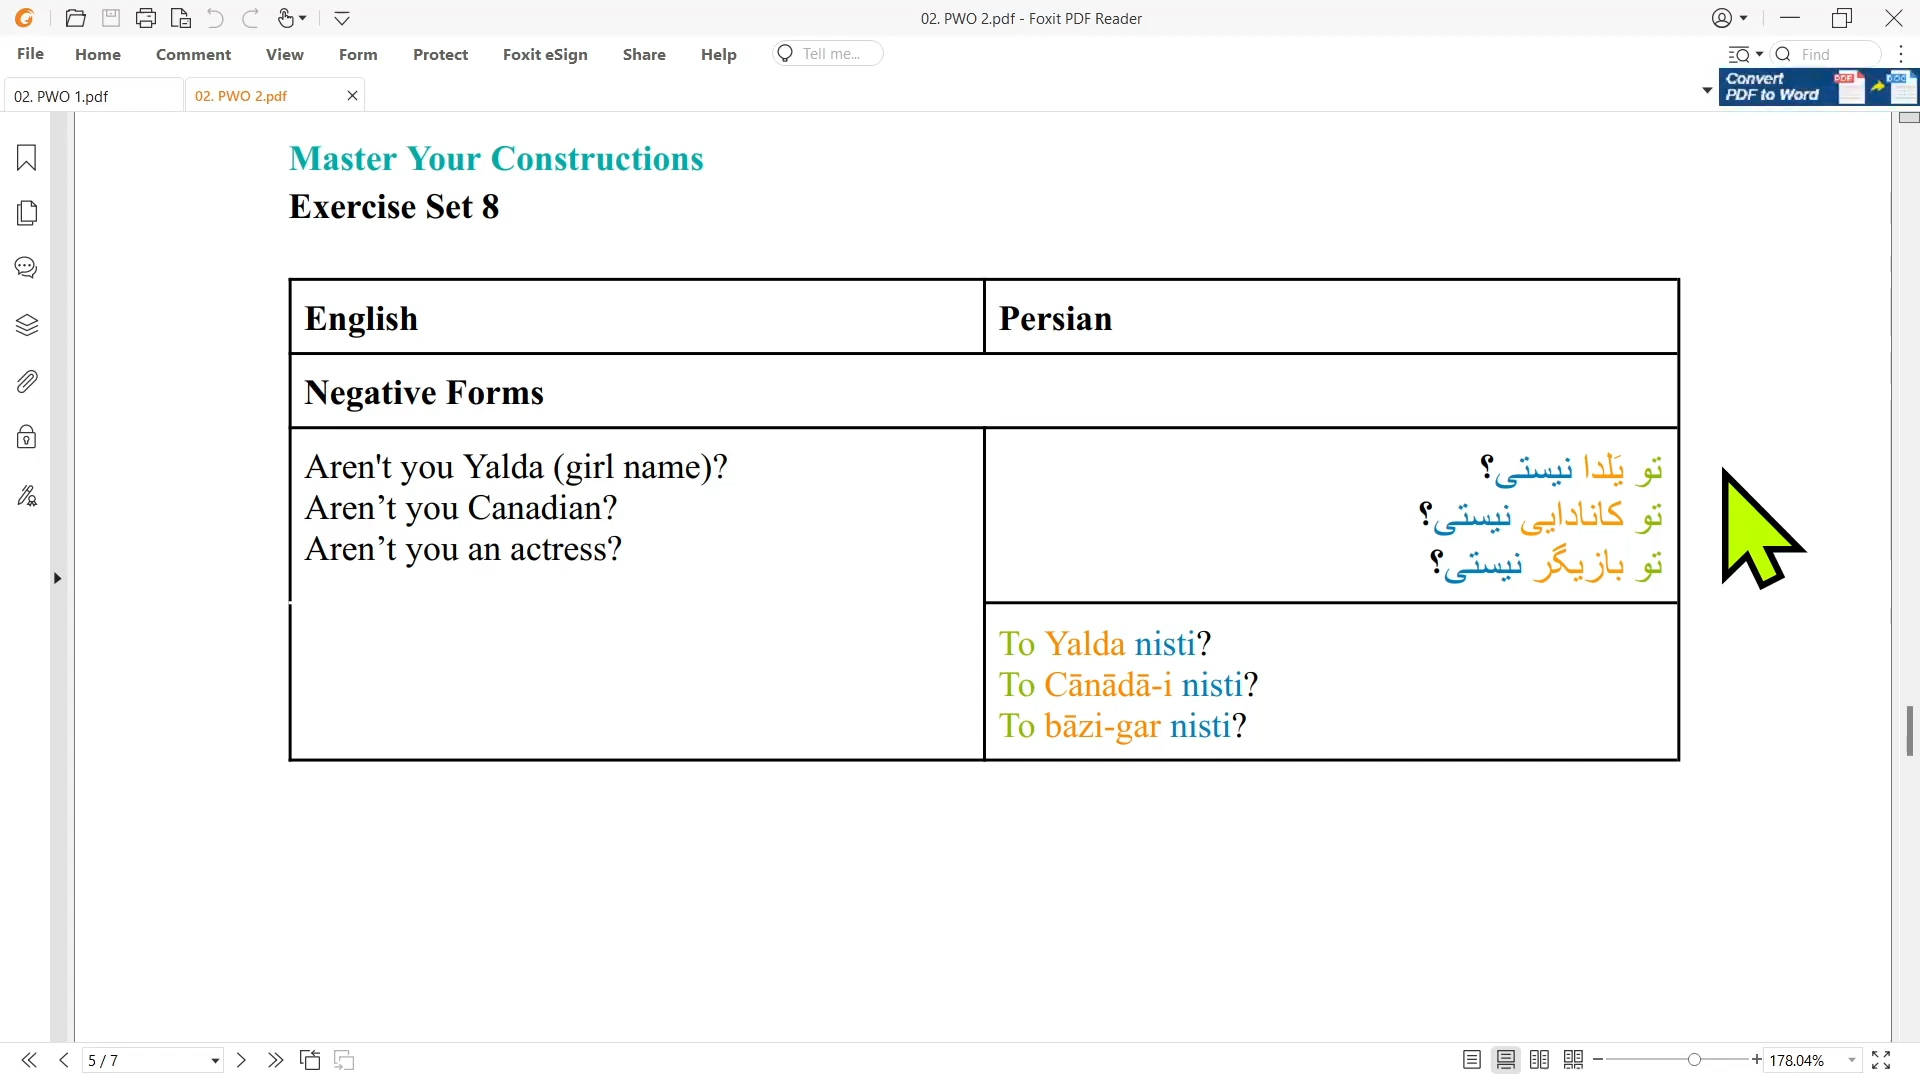 02. PWO 2.pdf - Foxit PDF Reader
File Home Comment View Form Protect Foxit eSign Share Help Tell me... Find
02. PWO 1.pdf 02. PWO 2.pdf
Convert
PDF to Word
PDF DOC
Master Your Constructions
Exercise Set 8
English Persian
Negative Forms
Aren't you Yalda (girl name)?
Aren’t you Canadian?
Aren’t you an actress?
تو یَلدا نیستی؟
تو کانادایی نیستی؟
تو بازیگر نیستی؟
To Yalda nisti?
To Cānādā-i nisti?
To bāzi-gar nisti?
5 / 7 178.04%